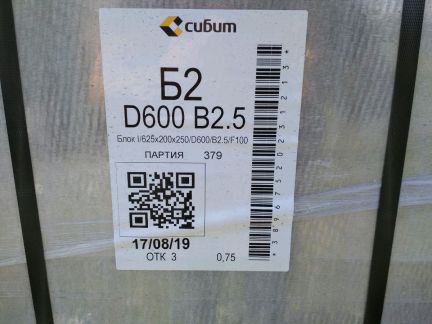 сибит
Б2
D600 B2.5
Блок I/625x200x250/D600/B2.5/F100
ПАРТИЯ 379
17/08/19
ОТК 3 0,75